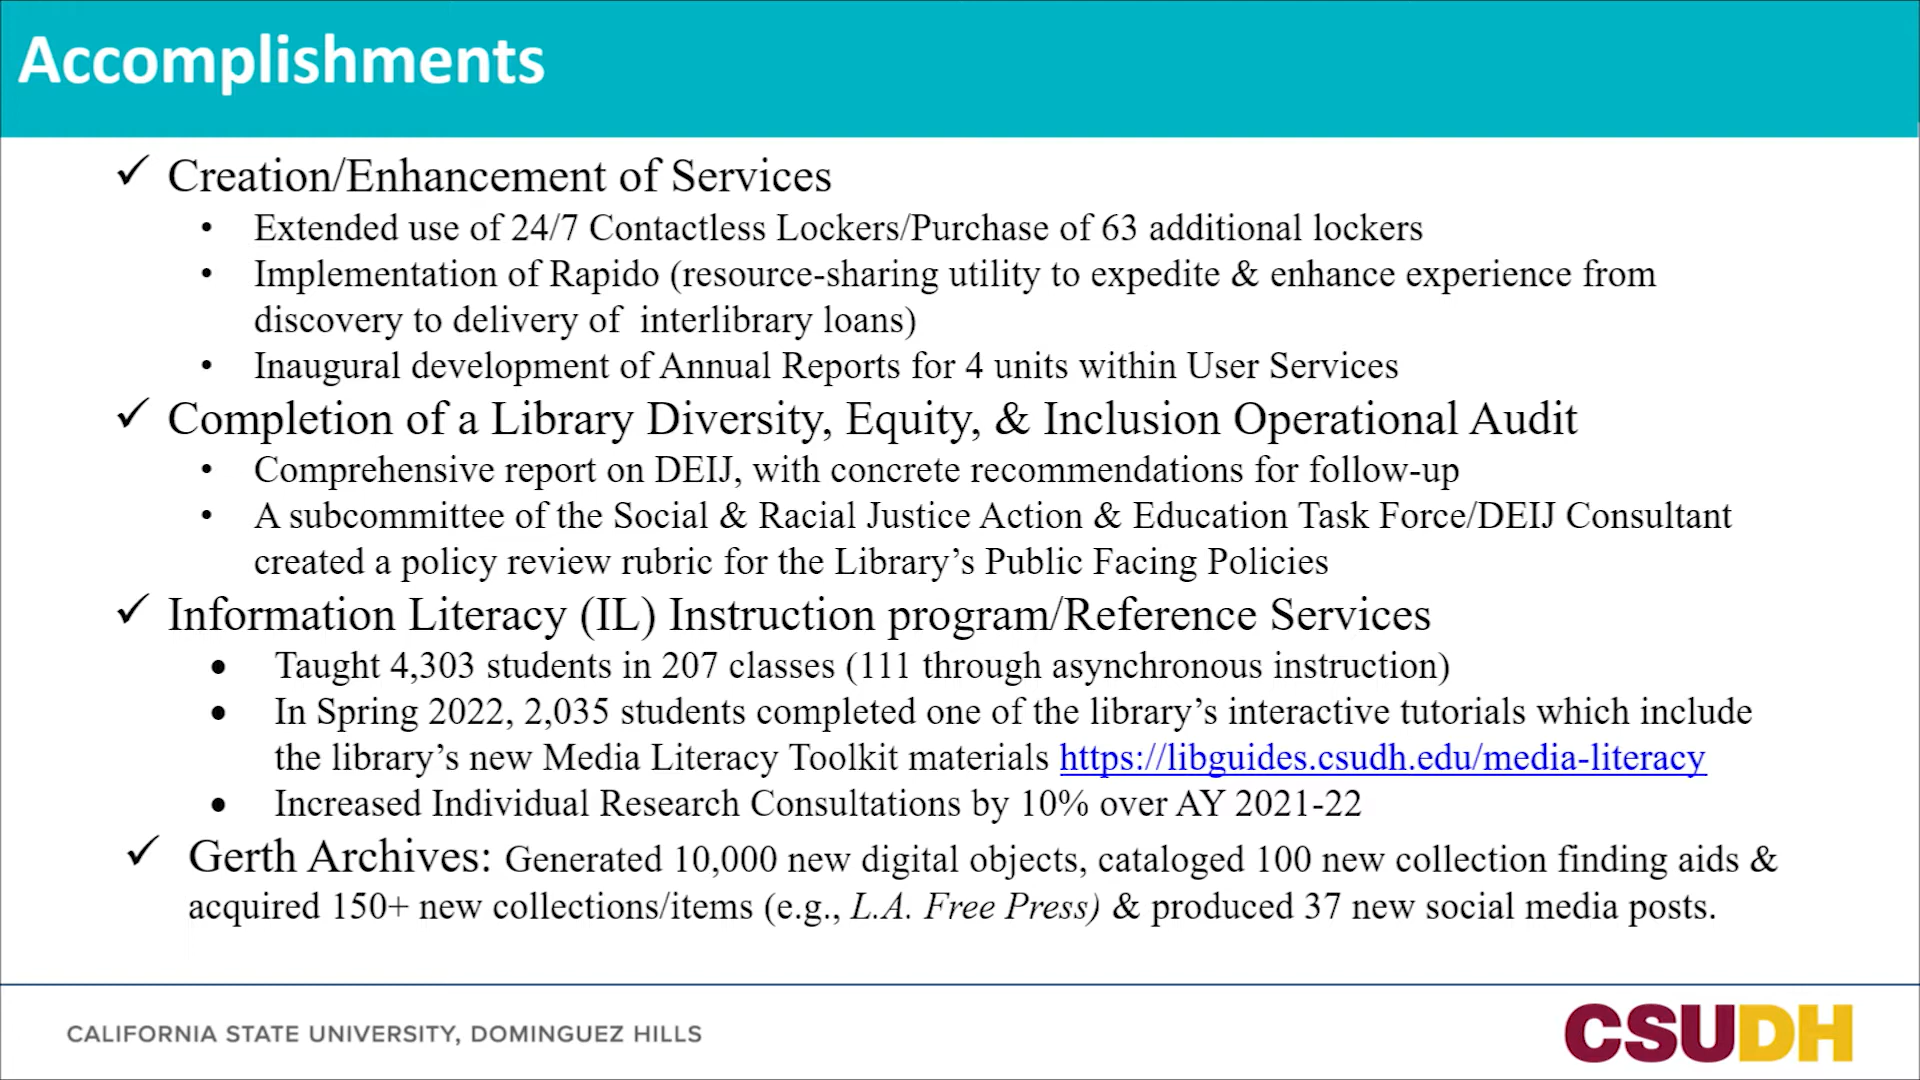 Accomplishments
✓ Creation/Enhancement of Services
• Extended use of 24/7 Contactless Lockers/Purchase of 63 additional lockers
• Implementation of Rapido (resource-sharing utility to expedite & enhance experience from
discovery to delivery of interlibrary loans)
• Inaugural development of Annual Reports for 4 units within User Services
✓ Completion of a Library Diversity, Equity, & Inclusion Operational Audit
• Comprehensive report on DEIJ, with concrete recommendations for follow-up
• A subcommittee of the Social & Racial Justice Action & Education Task Force/DEIJ Consultant
created a policy review rubric for the Library’s Public Facing Policies
✓ Information Literacy (IL) Instruction program/Reference Services
• Taught 4,303 students in 207 classes (111 through asynchronous instruction)
• In Spring 2022, 2,035 students completed one of the library’s interactive tutorials which include
the library’s new Media Literacy Toolkit materials https://libguides.csudh.edu/media-literacy
• Increased Individual Research Consultations by 10% over AY 2021-22
✓ Gerth Archives: Generated 10,000 new digital objects, cataloged 100 new collection finding aids &
acquired 150+ new collections/items (e.g., L.A. Free Press) & produced 37 new social media posts.
CALIFORNIA STATE UNIVERSITY, DOMINGUEZ HILLS
CSUDH